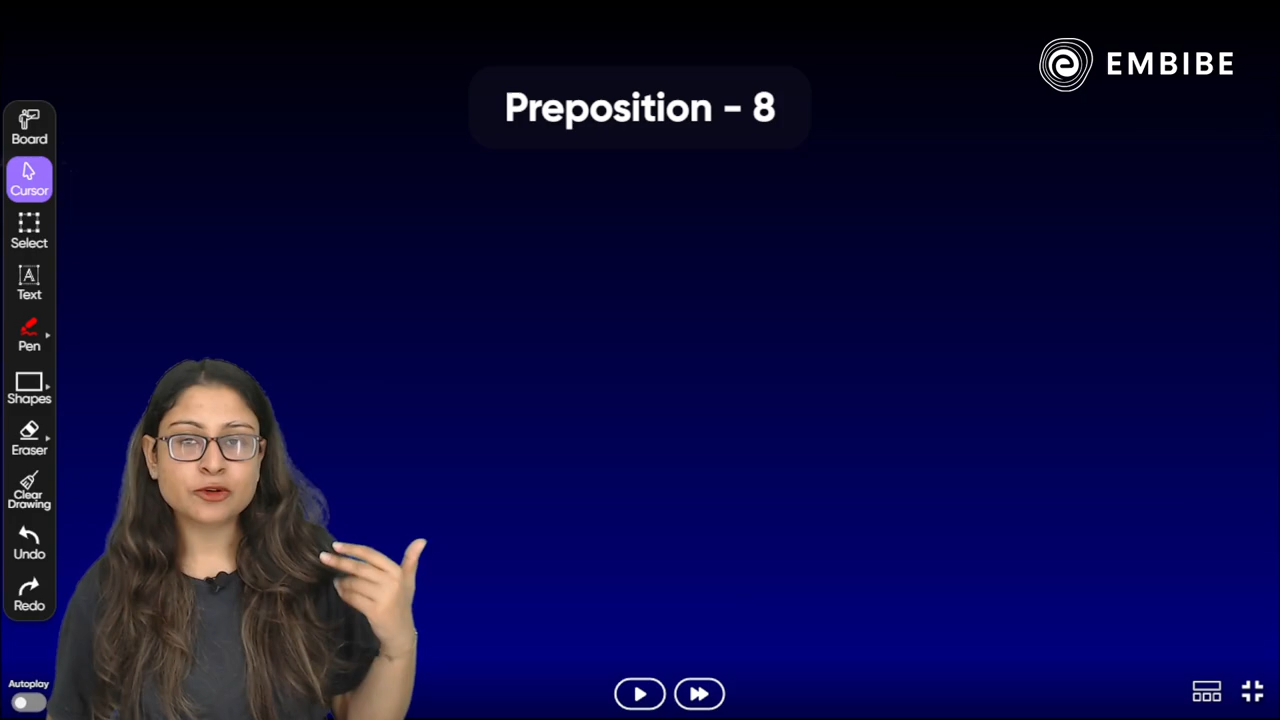 EMBIBE
Preposition - 8
Board
Cursor
Select
Text
Pen
Shapes
Eraser
Clear
Drawing
Undo
Redo
Autoplay